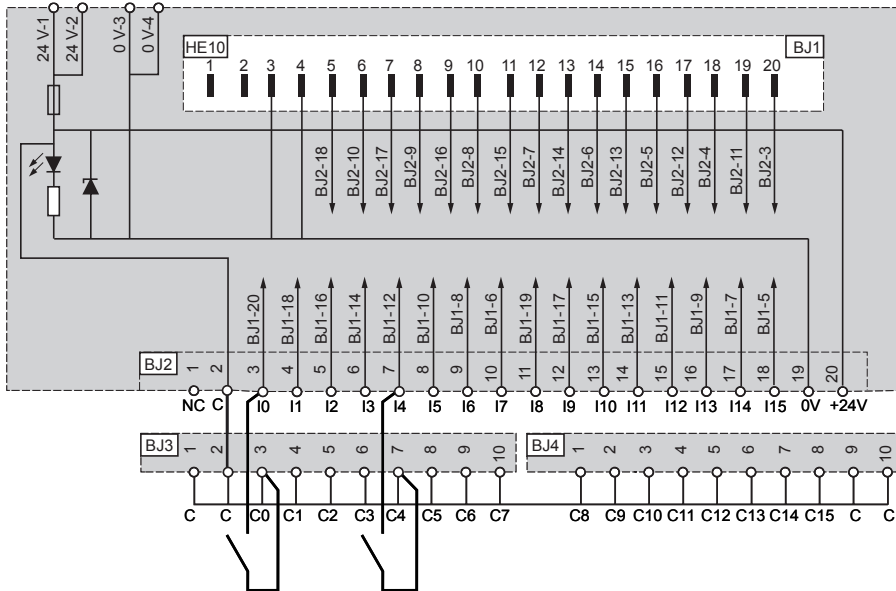 24 V-1 24 V-2 0 V-3 0 V-4
HE10 BJ1
1 2 3 4 5 6 7 8 9 10 11 12 13 14 15 16 17 18 19 20
BJ2-18 BJ2-10 BJ2-17 BJ2-9 BJ2-16 BJ2-8 BJ2-15 BJ2-7 BJ2-14 BJ2-6 BJ2-13 BJ2-5 BJ2-12 BJ2-4 BJ2-11 BJ2-3
BJ1-20 BJ1-18 BJ1-16 BJ1-14 BJ1-12 BJ1-10 BJ1-8 BJ1-6 BJ1-19 BJ1-17 BJ1-15 BJ1-13 BJ1-11 BJ1-9 BJ1-7 BJ1-5
BJ2 1 2 3 4 5 6 7 8 9 10 11 12 13 14 15 16 17 18 19 20
NC C I0 I1 I2 I3 I4 I5 I6 I7 I8 I9 I10 I11 I12 I13 I14 I15 0V +24V
BJ3 1 2 3 4 5 6 7 8 9 10 BJ4 1 2 3 4 5 6 7 8 9 10
C C C0 C1 C2 C3 C4 C5 C6 C7 C8 C9 C10 C11 C12 C13 C14 C15 C C